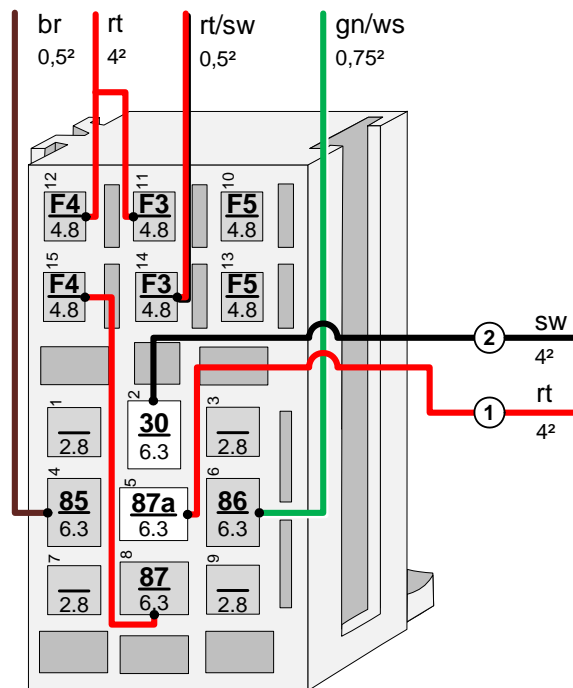 br rt rt/sw gn/ws
0,5² 4² 0,5² 0,75²
12 11 10
F4 F3 F5
4.8 4.8 4.8
15 14 13
F4 F3 F5
4.8 4.8 4.8
2 sw
4²
1 2 3
30
2.8 6.3 2.8
1 rt
4²
4 5 6
85 87a 86
6.3 6.3 6.3
7 8 9
87
2.8 6,3 2.8